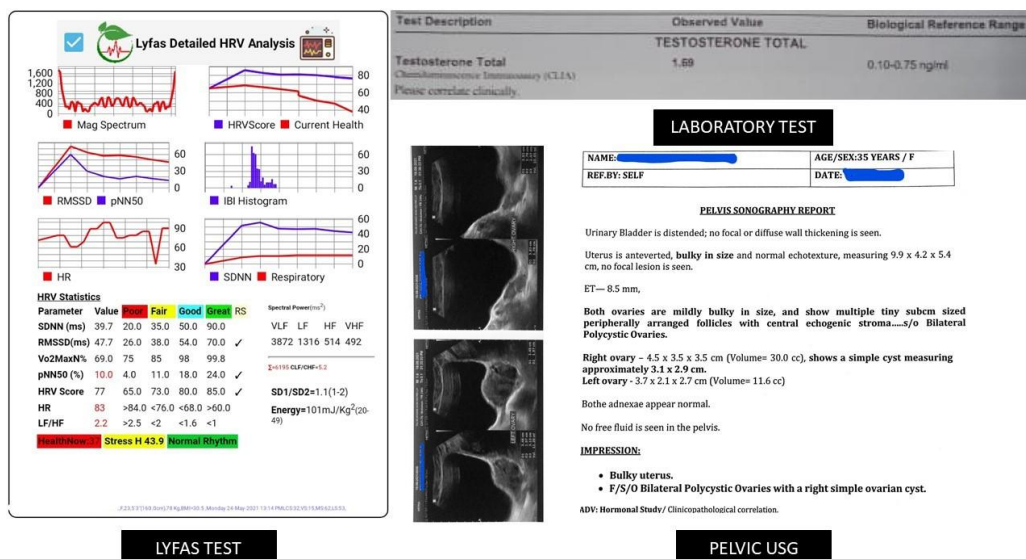 Lyfas Detailed HRV Analysis
1,600
1,200
800
400
0
Mag Spectrum
80
60
40
HRVScore Current Health
60
30
0
RMSSD pNN50
60
30
0
IBI Histogram
90
60
30
HR
60
40
20
0
SDNN Respiratory
HRV Statistics
Parameter Value Poor Fair Good Great RS
SDNN (ms) 39.7 20.0 35.0 50.0 90.0
RMSSD(ms) 47.7 26.0 38.0 54.0 70.0 ✓
Vo2MaxN% 69.0 75 85 98 99.8
pNN50 (%) 10.0 4.0 11.0 18.0 24.0 ✓
HRV Score 77 65.0 73.0 80.0 85.0 ✓
HR 83 >84.0 <76.0 <68.0 >60.0
LF/HF 2.2 >2.5 <2 <1.6 <1
HealthNow:37 Stress H 43.9 Normal Rhythm
Spectral Power(ms²)
VLF LF HF VHF
3872 1316 514 492
Σ=6195 CLF/CHF=5.2
SD1/SD2=1.1(1-2)
Energy=101mJ/Kg²(20-
49)
LYFAS TEST
Test Description Observed Value Biological Reference Range
TESTOSTERONE TOTAL
Testosterone Total 1.69 0.10-0.75 ng/ml
Chemiluminescence Immunoassay (CLIA)
Please correlate clinically.
LABORATORY TEST
NAME: AGE/SEX:35 YEARS / F
REF.BY: SELF DATE:
PELVIS SONOGRAPHY REPORT
Urinary Bladder is distended; no focal or diffuse wall thickening is seen.
Uterus is anteverted, bulky in size and normal echotexture, measuring 9.9 x 4.2 x 5.4
cm, no focal lesion is seen.
ET— 8.5 mm,
Both ovaries are mildly bulky in size, and show multiple tiny subcm sized
peripherally arranged follicles with central echogenic stroma.....s/o Bilateral
Polycystic Ovaries.
Right ovary – 4.5 x 3.5 x 3.5 cm (Volume= 30.0 cc), shows a simple cyst measuring
approximately 3.1 x 2.9 cm.
Left ovary - 3.7 x 2.1 x 2.7 cm (Volume= 11.6 cc)
Bothe adnexae appear normal.
No free fluid is seen in the pelvis.
IMPRESSION:
• Bulky uterus.
• F/S/O Bilateral Polycystic Ovaries with a right simple ovarian cyst.
ADV: Hormonal Study/ Clinicopathological correlation.
PELVIC USG